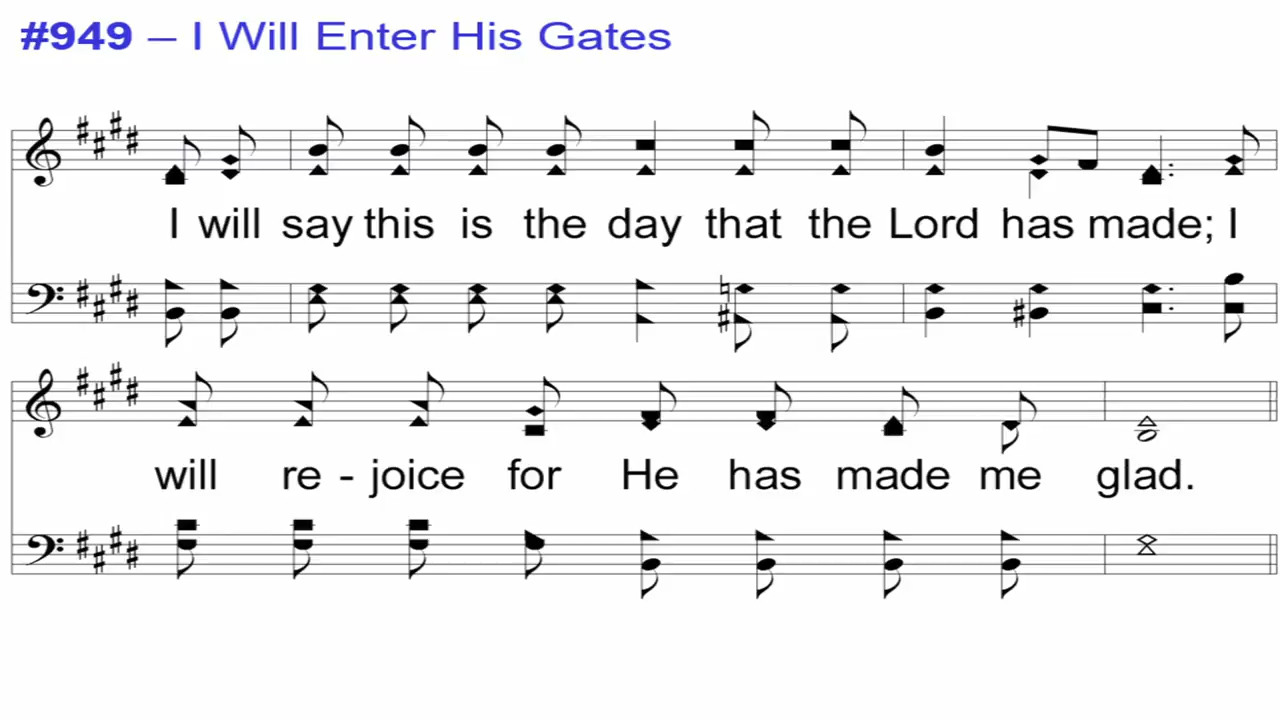 #949 – I Will Enter His Gates
I will say this is the day that the Lord has made; I
will re - joice for He has made me glad.